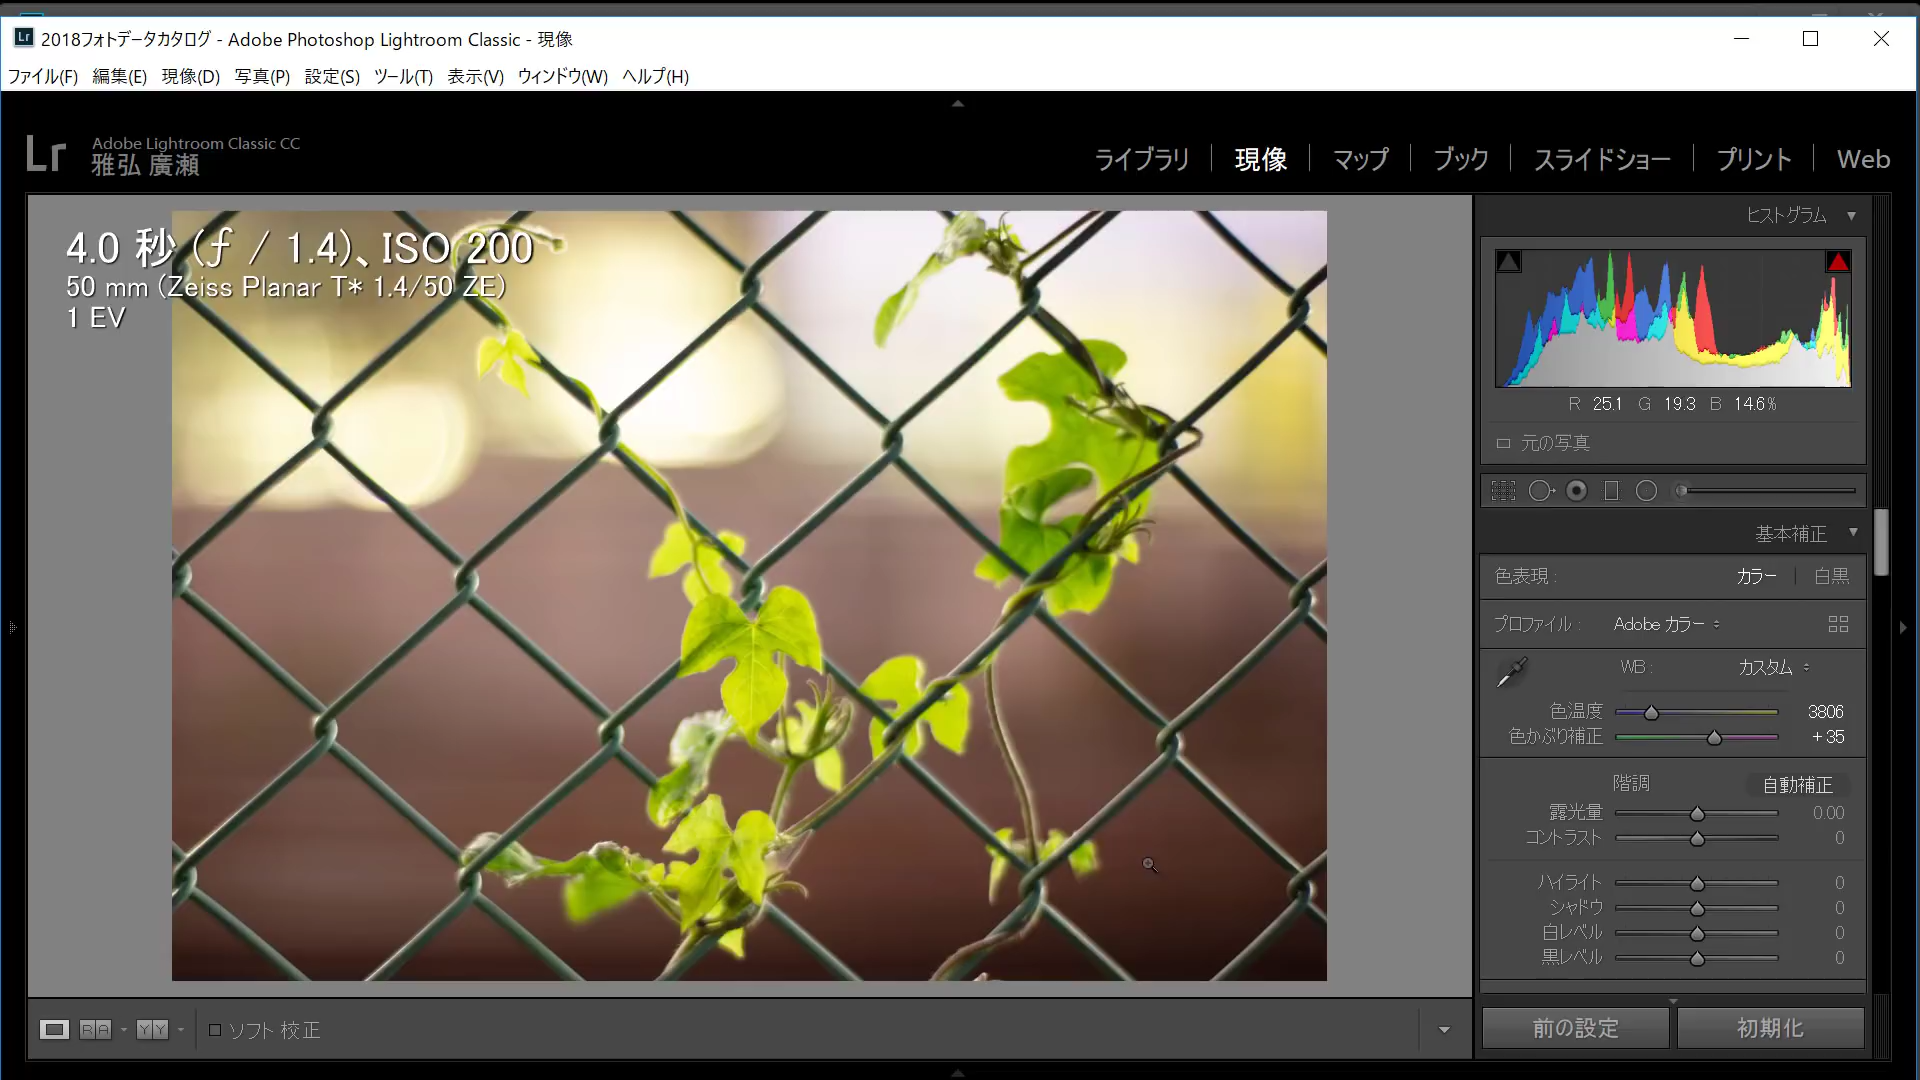 Lr 2018フォトデータカタログ - Adobe Photoshop Lightroom Classic - 現像
ファイル(F) 編集(E) 現像(D) 写真(P) 設定(S) ツール(T) 表示(V) ウィンドウ(W) ヘルプ(H)
Lr Adobe Lightroom Classic CC
雅弘 廣瀬
ライブラリ | 現像 | マップ | ブック | スライドショー | プリント | Web
4.0 秒 (ƒ / 1.4)、ISO 200
50 mm (Zeiss Planar T* 1.4/50 ZE)
1 EV
ヒストグラム
R 25.1 G 19.3 B 14.6%
元の写真
基本補正
色表現 : カラー | 白黒
プロファイル : Adobe カラー
WB : カスタム
色温度 3806
色かぶり補正 + 35
階調 自動補正
露光量 0.00
コントラスト 0
ハイライト 0
シャドウ 0
白レベル 0
黒レベル 0
前の設定 初期化
R A Y Y ソフト 校正